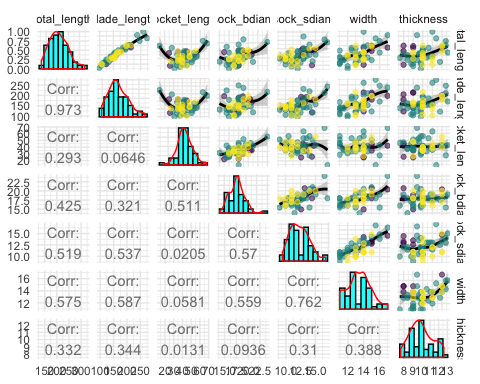 otal_length lade_length ocket_leng ock_bdian ock_sdian width thickness
1.00
0.75
0.50
0.25
0.00
tal_leng
250
200
150
100
Corr:
0.973
ade_leng
70
60
50
40
30
20
Corr:
0.293
Corr:
0.0646
ket_len
22.5
20.0
17.5
15.0
Corr:
0.425
Corr:
0.321
Corr:
0.511
ock_bdia
15.0
12.5
10.0
Corr:
0.519
Corr:
0.537
Corr:
0.0205
Corr:
0.57
ock_sdia
16
14
12
Corr:
0.575
Corr:
0.587
Corr:
0.0581
Corr:
0.559
Corr:
0.762
width
12
11
10
9
8
Corr:
0.332
Corr:
0.344
Corr:
0.0131
Corr:
0.0936
Corr:
0.31
Corr:
0.388
hicknes
12 14 16